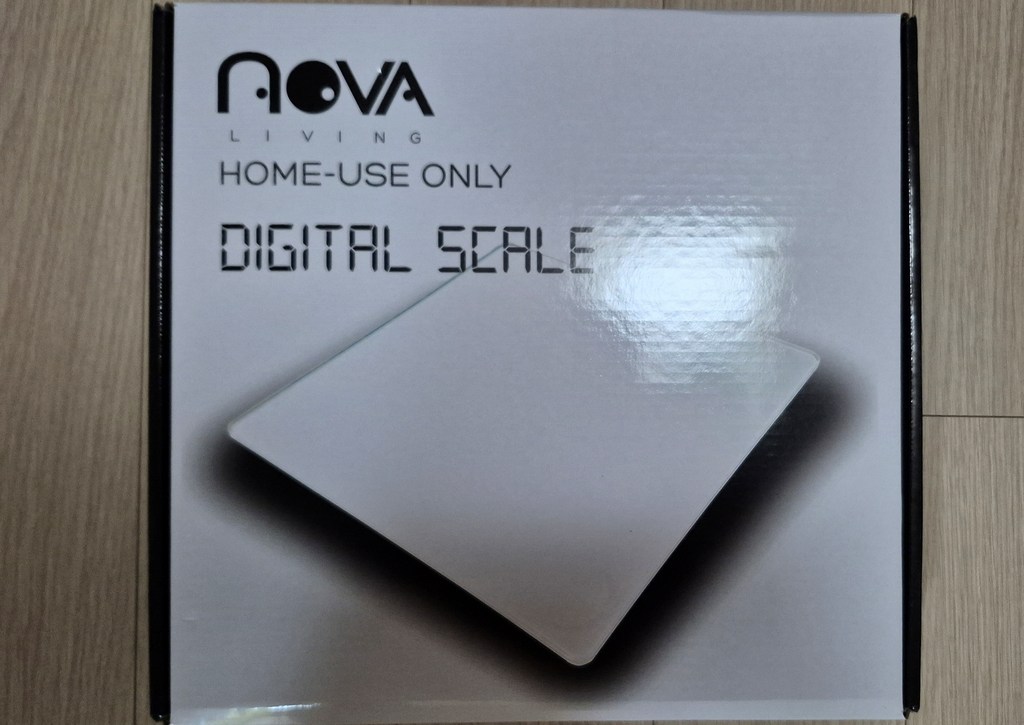 NOVA
LIVING
HOME-USE ONLY
DIGITAL SCALE